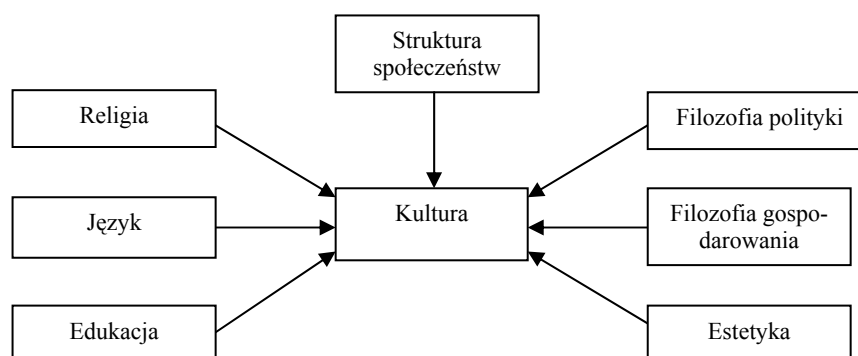 Struktura
społeczeństw
Religia
Filozofia polityki
Język
Kultura
Filozofia gospo-
darowania
Edukacja
Estetyka